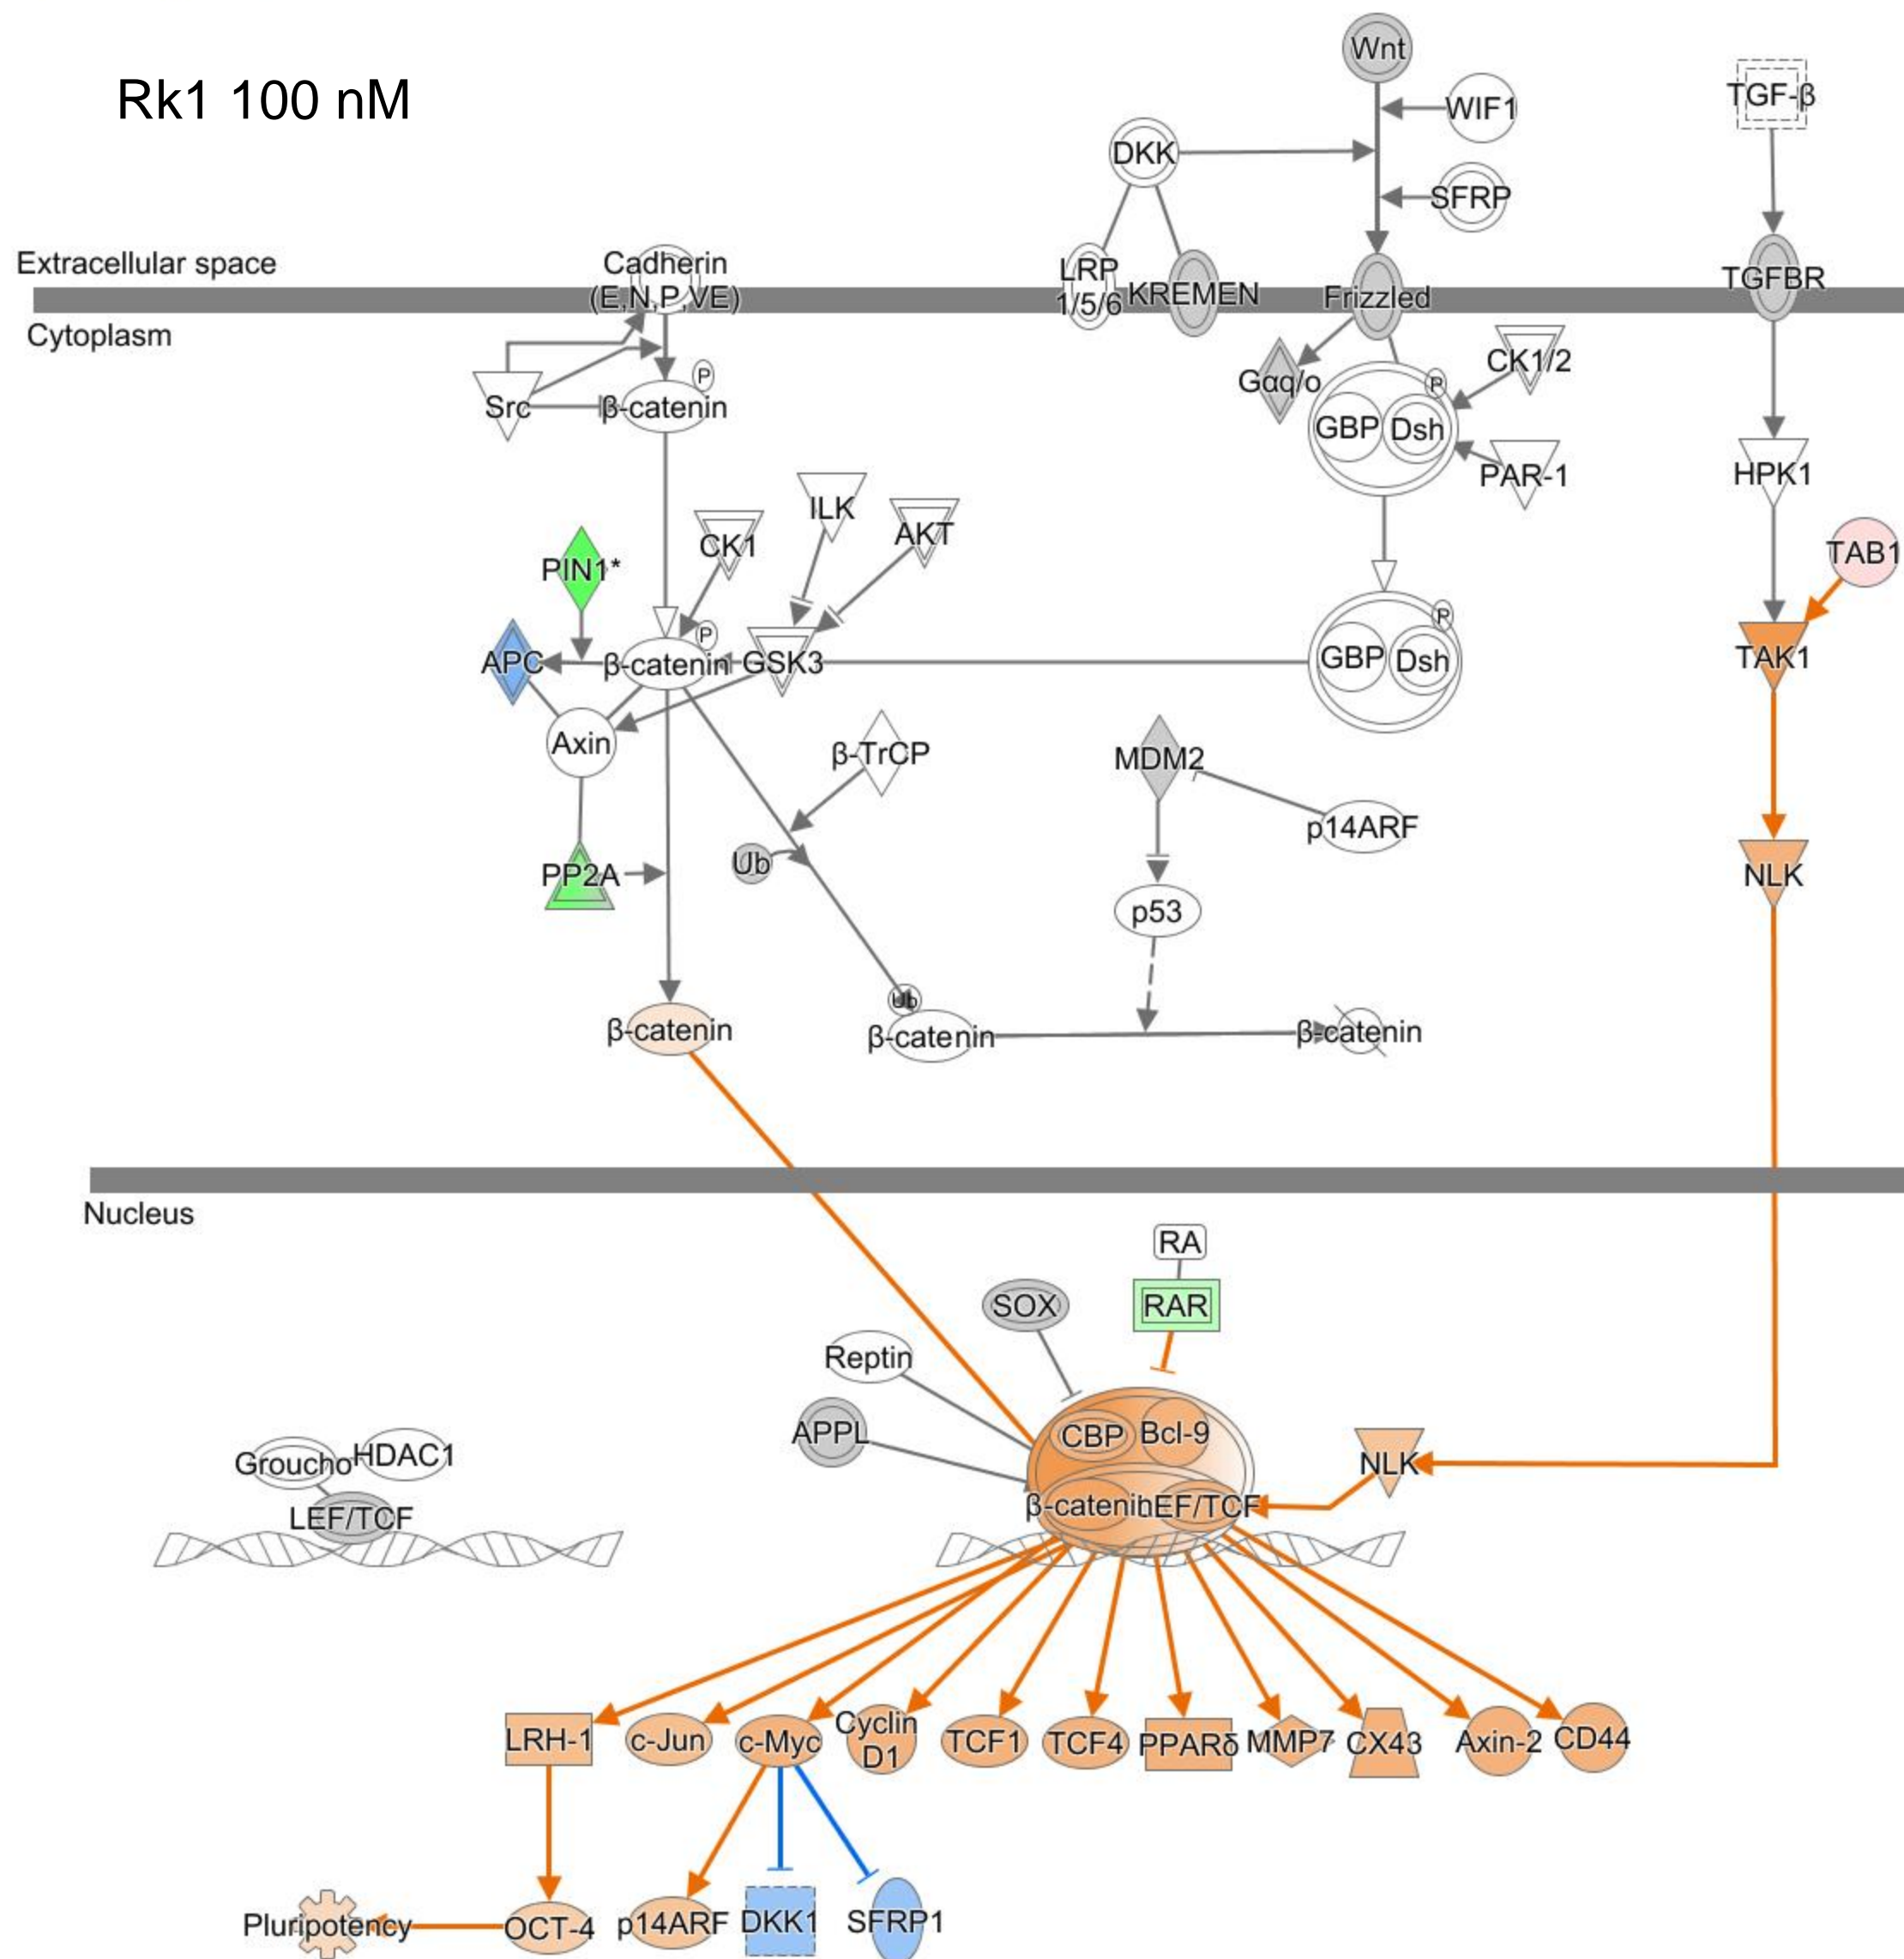 Rk1 100 nM
Wnt
WIF1
TGF-β
DKK
SFRP
Extracellular space
Cadherin
(E,N,P,VE)
LRP
1/5/6
KREMEN
Frizzled
TGFBR
Cytoplasm
Src
P
β-catenin
Gαq/o
CK1/2
P
GBP
Dsh
PAR-1
HPK1
ILK
AKT
CK1
PIN1*
TAB1
APC
P
β-catenin
GSK3
P
GBP
Dsh
TAK1
Axin
β-TrCP
MDM2
p14ARF
Ub
PP2A
NLK
p53
Ub
β-catenin
β-catenin
β-catenin
Nucleus
RA
RAR
SOX
Reptin
APPL
CBP
Bcl-9
Groucho
HDAC1
NLK
LEF/TCF
β-catenin
LEF/TCF
LRH-1
c-Jun
c-Myc
Cyclin
D1
TCF1
TCF4
PPARδ
MMP7
CX43
Axin-2
CD44
Pluripotency
OCT-4
p14ARF
DKK1
SFRP1